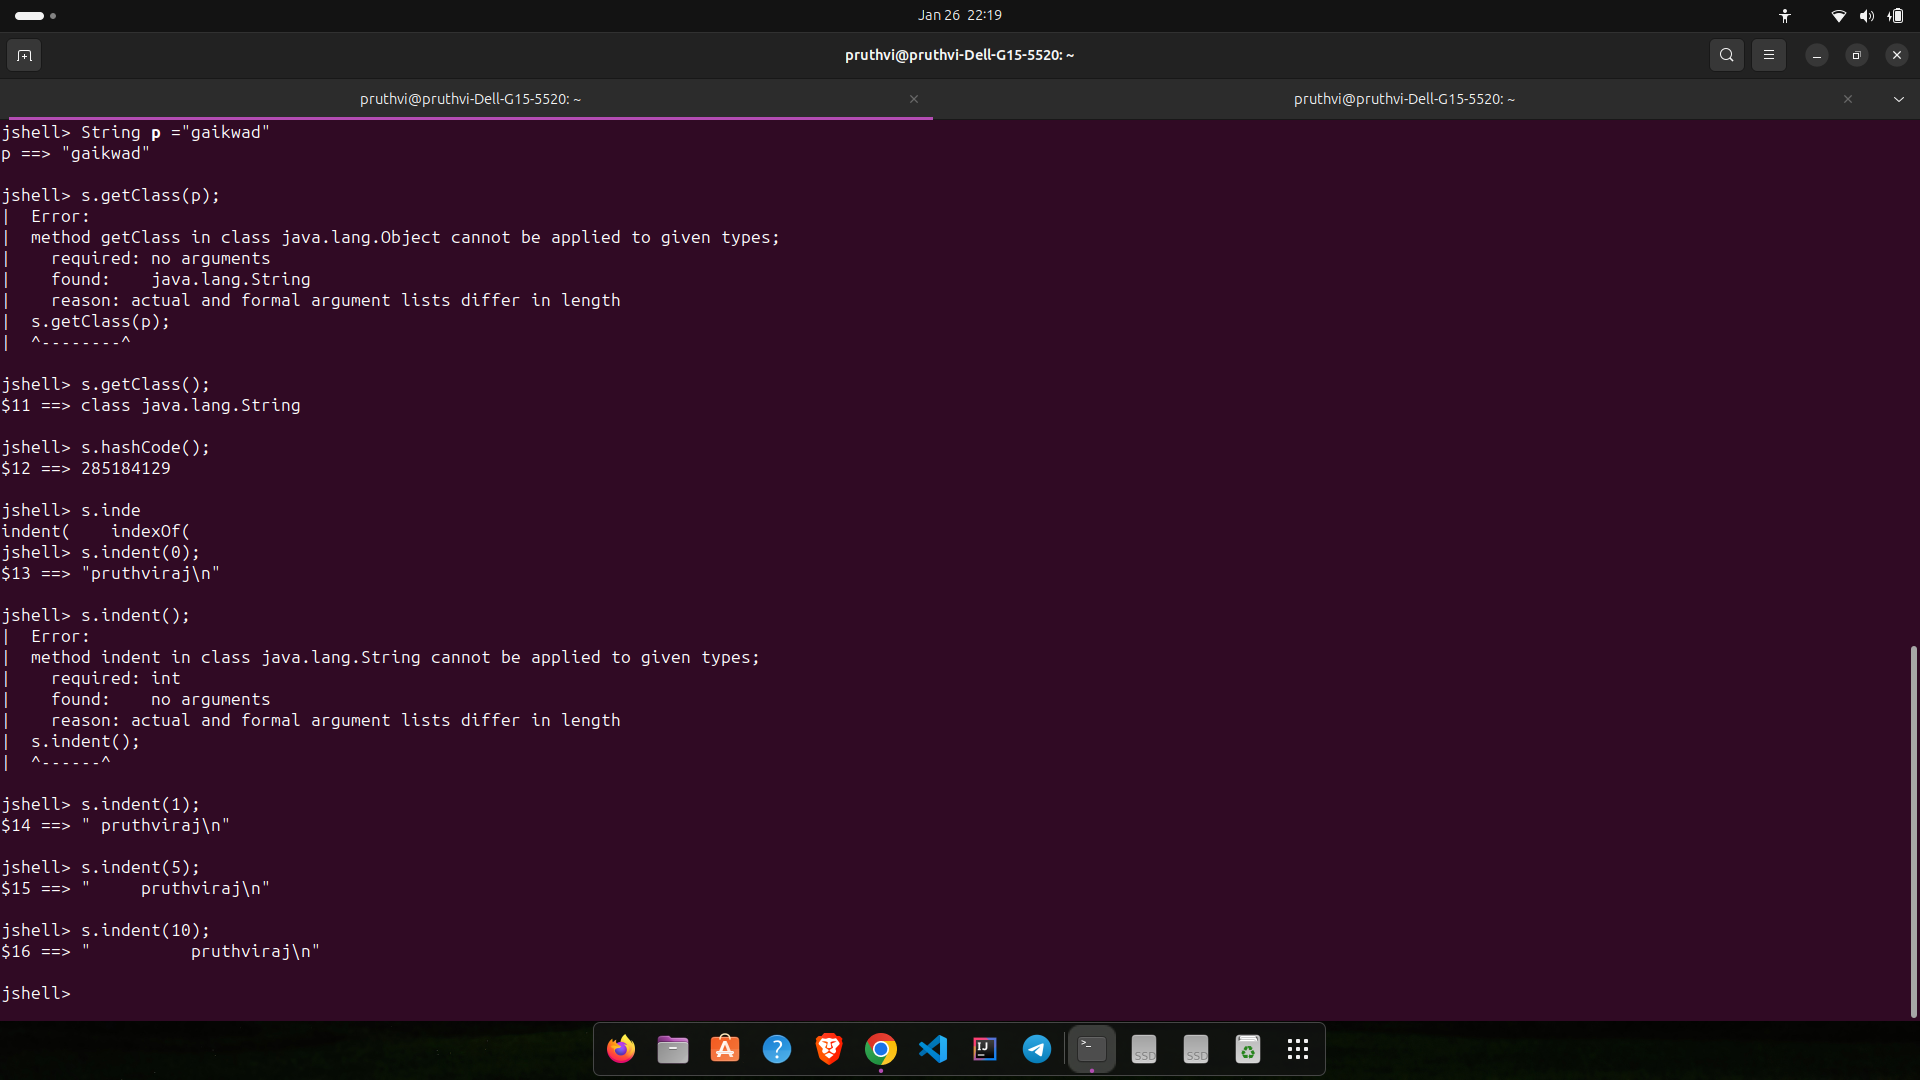 Jan 26 22:19
pruthvi@pruthvi-Dell-G15-5520: ~
pruthvi@pruthvi-Dell-G15-5520: ~
pruthvi@pruthvi-Dell-G15-5520: ~
jshell> String p ="gaikwad"
p ==> "gaikwad"
jshell> s.getClass(p);
|  Error:
|  method getClass in class java.lang.Object cannot be applied to given types;
|    required: no arguments
|    found:    java.lang.String
|    reason: actual and formal argument lists differ in length
|  s.getClass(p);
|  ^--------^
jshell> s.getClass();
$11 ==> class java.lang.String
jshell> s.hashCode();
$12 ==> 285184129
jshell> s.inde
indent(    indexOf(
jshell> s.indent(0);
$13 ==> "pruthviraj\n"
jshell> s.indent();
|  Error:
|  method indent in class java.lang.String cannot be applied to given types;
|    required: int
|    found:    no arguments
|    reason: actual and formal argument lists differ in length
|  s.indent();
|  ^------^
jshell> s.indent(1);
$14 ==> " pruthviraj\n"
jshell> s.indent(5);
$15 ==> "     pruthviraj\n"
jshell> s.indent(10);
$16 ==> "          pruthviraj\n"
jshell>
IJ
>_
SSD
SSD